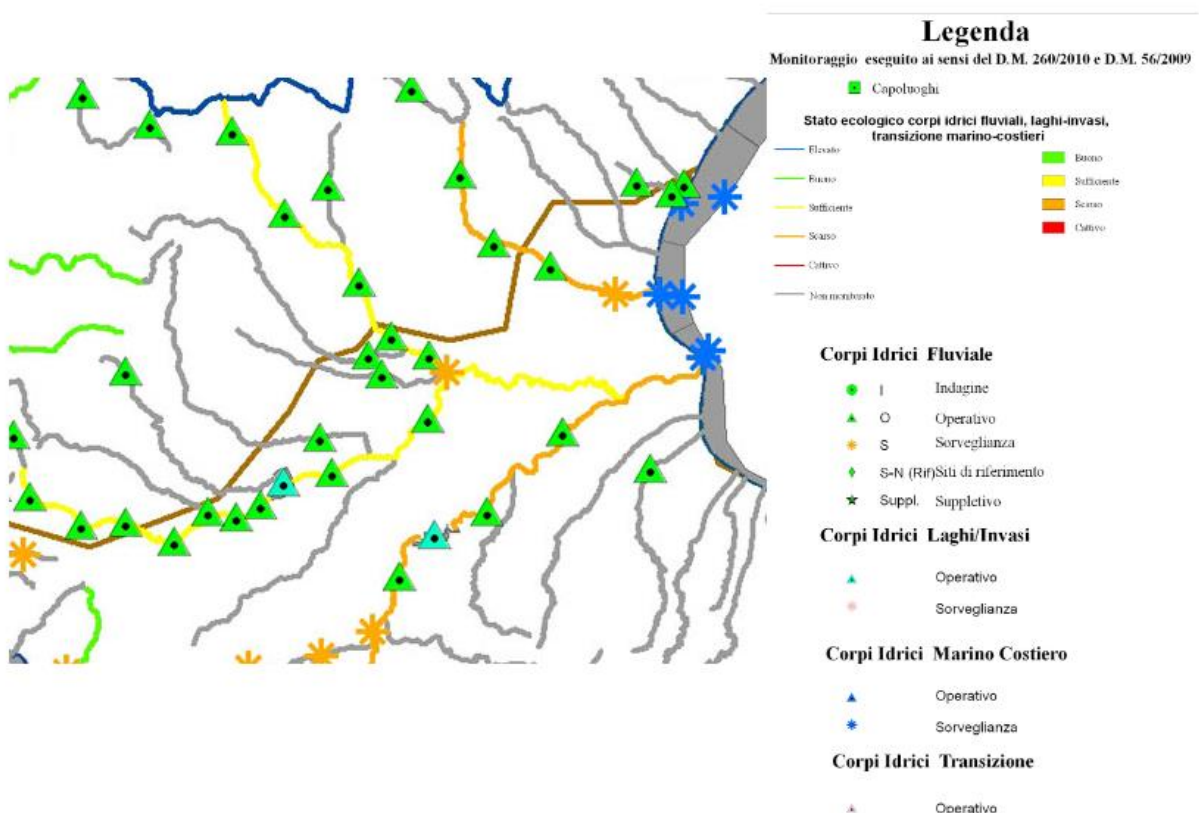 Legenda
Monitoraggio eseguito ai sensi del D.M. 260/2010 e D.M. 56/2009
Capoluoghi
Stato ecologico corpi idrici fluviali, laghi-invasi,
transizione marino-costieri
Elevato
Buono
Sufficiente
Scarso
Cattivo
Non monitorato
Buono
Sufficiente
Scarso
Cattivo
Corpi Idrici Fluviale
I Indagine
O Operativo
S Sorveglianza
S-N (Rif) Siti di riferimento
Suppl. Suppletivo
Corpi Idrici Laghi/Invasi
Operativo
Sorveglianza
Corpi Idrici Marino Costiero
Operativo
Sorveglianza
Corpi Idrici Transizione
Operativo